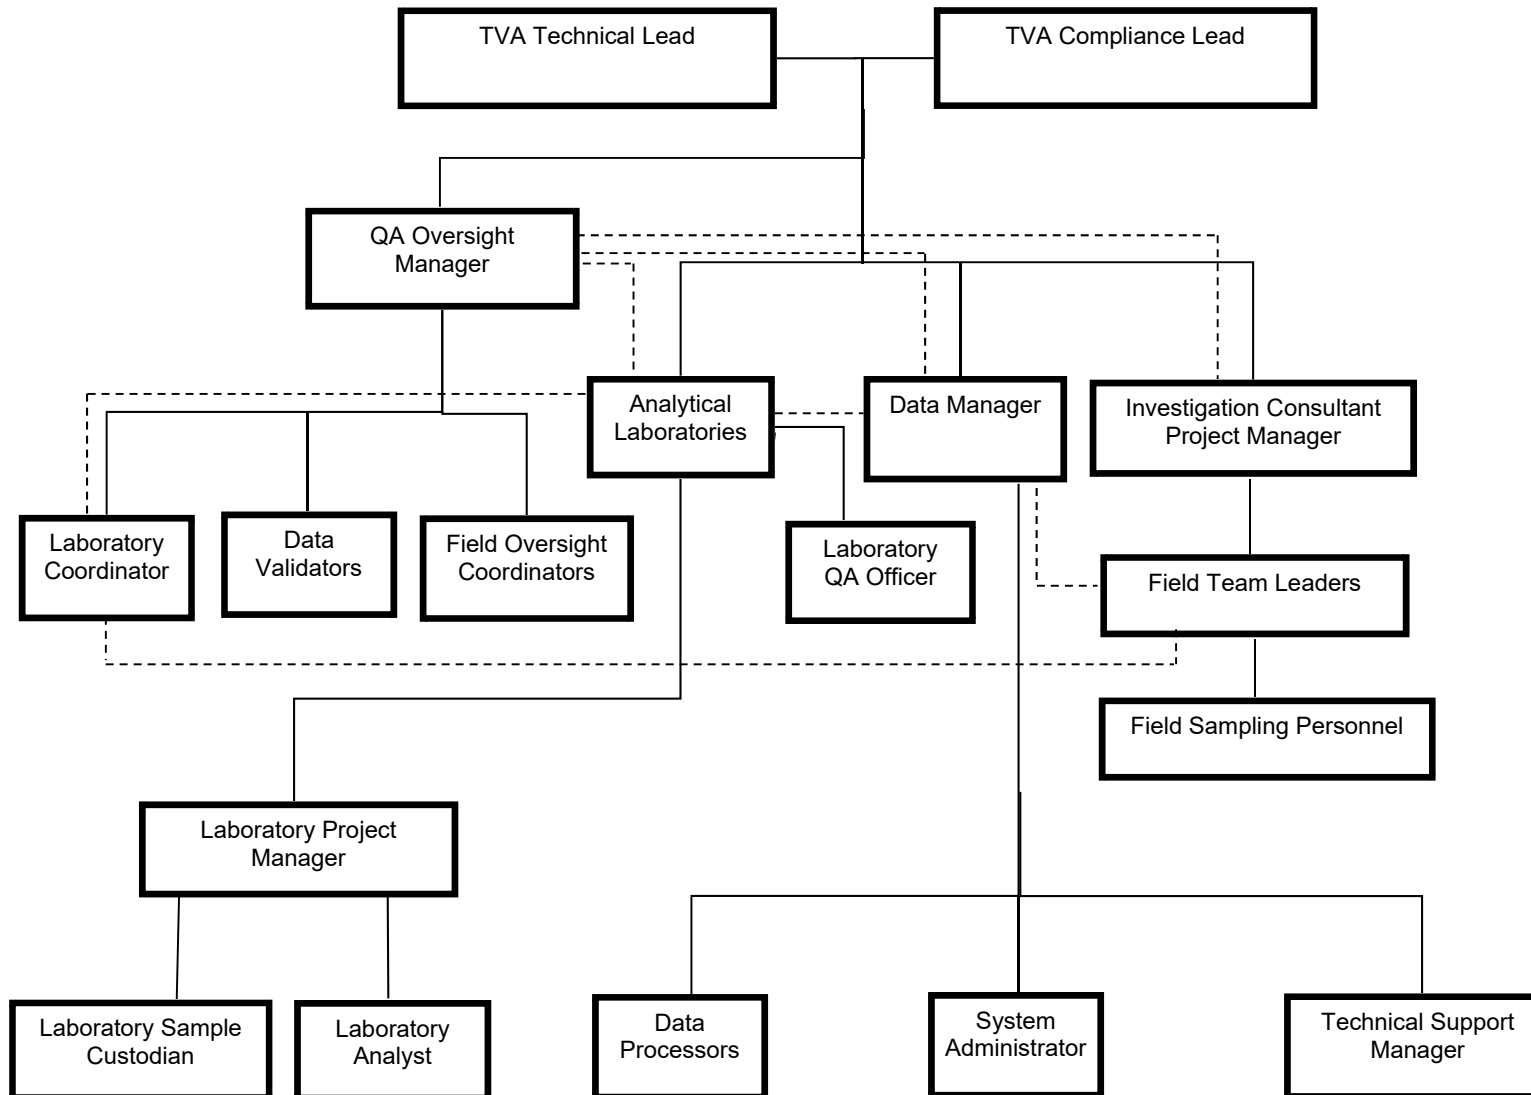 TVA Technical Lead
TVA Compliance Lead
QA Oversight
Manager
Analytical
Laboratories
Data Manager
Investigation Consultant
Project Manager
Laboratory
Coordinator
Data
Validators
Field Oversight
Coordinators
Laboratory
QA Officer
Field Team Leaders
Field Sampling Personnel
Laboratory Project
Manager
Laboratory Sample
Custodian
Laboratory
Analyst
Data
Processors
System
Administrator
Technical Support
Manager